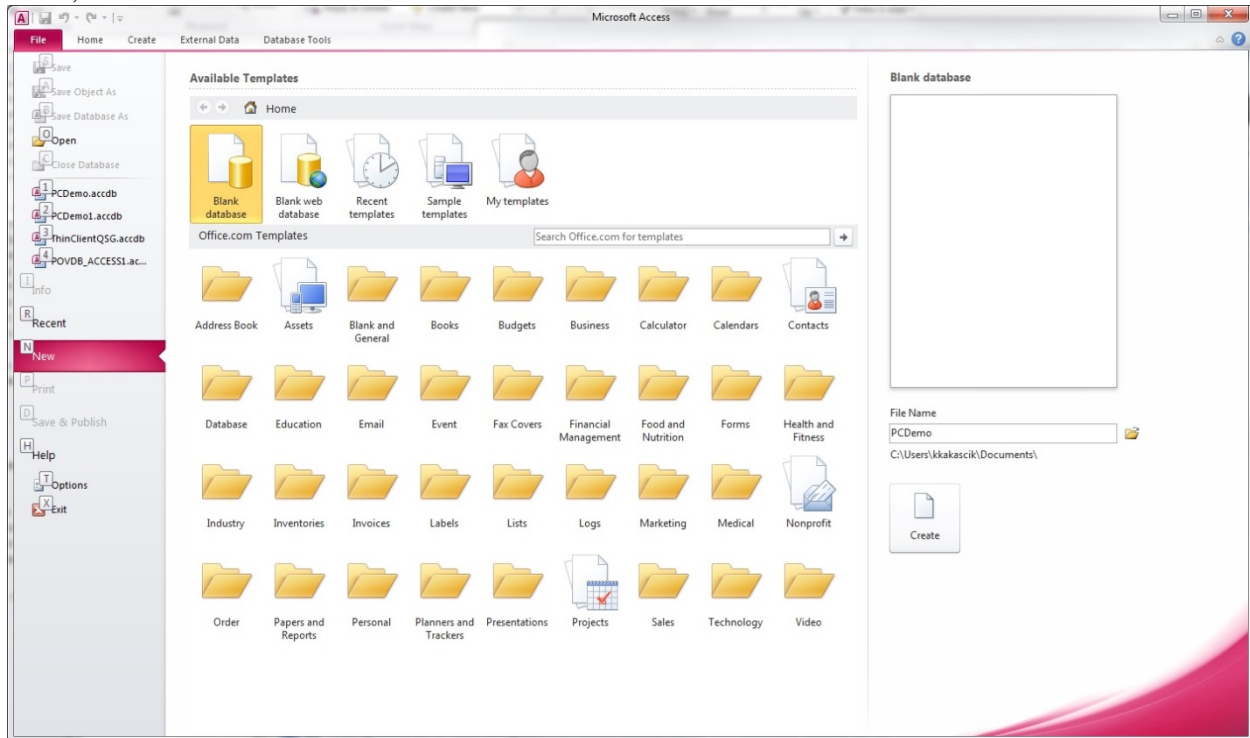 Microsoft Access
File Home Create External Data Database Tools
S
Save
A
Save Object As
B
Save Database As
O
Open
C
Close Database
1
PCDemo.accdb
2
PCDemo1.accdb
3
ThinClientQSG.accdb
4
POVDB_ACCESS1.ac...
I
Info
R
Recent
N
New
P
Print
D
Save & Publish
H
Help
T
Options
X
Exit
Available Templates
Home
Blank database
Blank web database
Recent templates
Sample templates
My templates
Office.com Templates
Search Office.com for templates
Address Book
Assets
Blank and General
Books
Budgets
Business
Calculator
Calendars
Contacts
Database
Education
Email
Event
Fax Covers
Financial Management
Food and Nutrition
Forms
Health and Fitness
Industry
Inventories
Invoices
Labels
Lists
Logs
Marketing
Medical
Nonprofit
Order
Papers and Reports
Personal
Planners and Trackers
Presentations
Projects
Sales
Technology
Video
Blank database
File Name
PCDemo
C:\Users\kkakascik\Documents\
Create